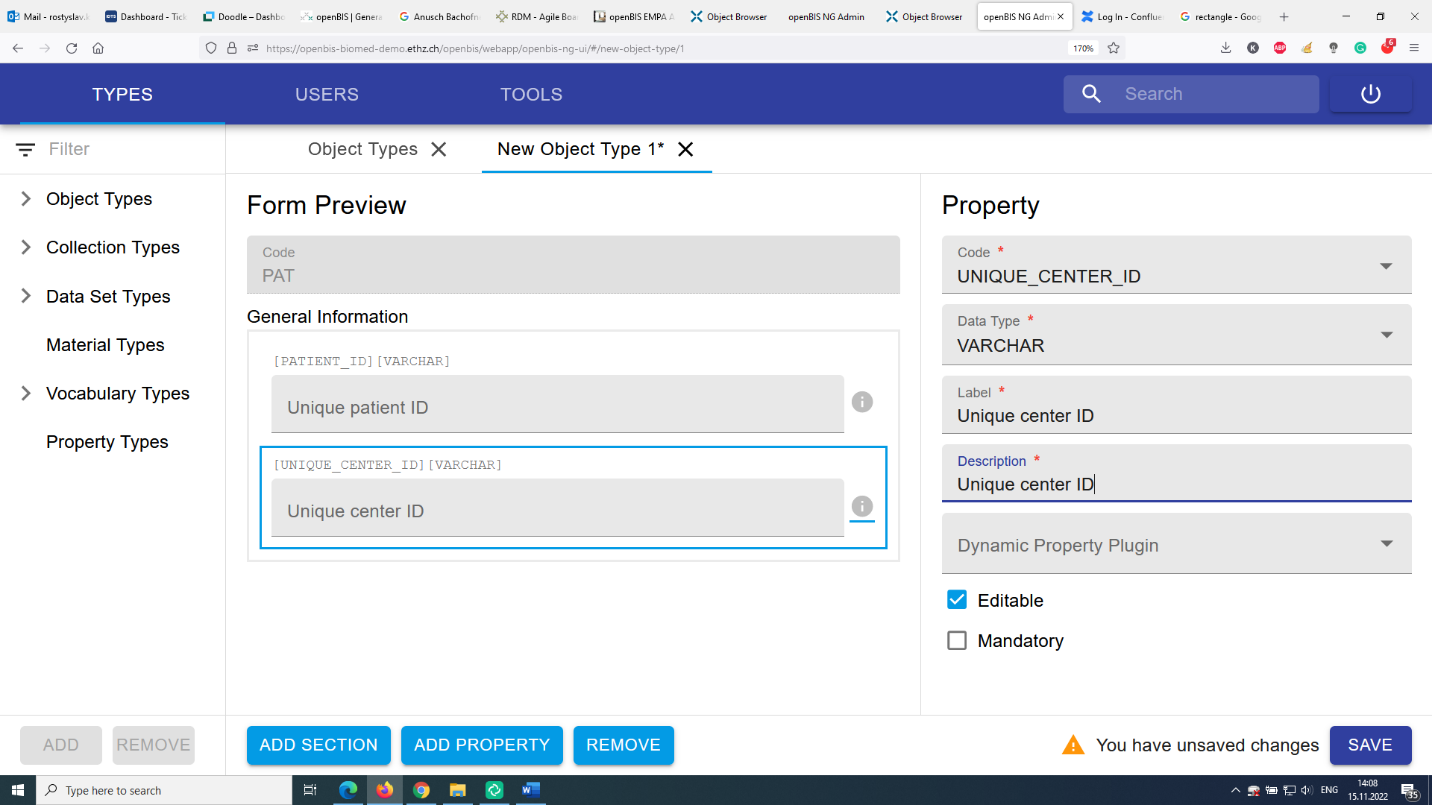 Mail - rostyslav.k
Dashboard - Tick
Doodle – Dashbo
openBIS | Genera
Anusch Bachofn
RDM - Agile Boa
openBIS EMPA A
Object Browser
openBIS NG Admin
Object Browser
openBIS NG Admi
Log In - Conflue
rectangle - Goog
https://openbis-biomed-demo.ethz.ch/openbis/webapp/openbis-ng-ui/#/new-object-type/1
170%
K
ABP
6
TYPES
USERS
TOOLS
Search
Filter
Object Types
New Object Type 1*
Object Types
Collection Types
Data Set Types
Material Types
Vocabulary Types
Property Types
Form Preview
Code
PAT
General Information
[PATIENT_ID][VARCHAR]
Unique patient ID
[UNIQUE_CENTER_ID][VARCHAR]
Unique center ID
Property
Code *
UNIQUE_CENTER_ID
Data Type *
VARCHAR
Label *
Unique center ID
Description *
Unique center ID
Dynamic Property Plugin
Editable
Mandatory
ADD
REMOVE
ADD SECTION
ADD PROPERTY
REMOVE
You have unsaved changes
SAVE
Type here to search
ENG
14:08
15.11.2022
35